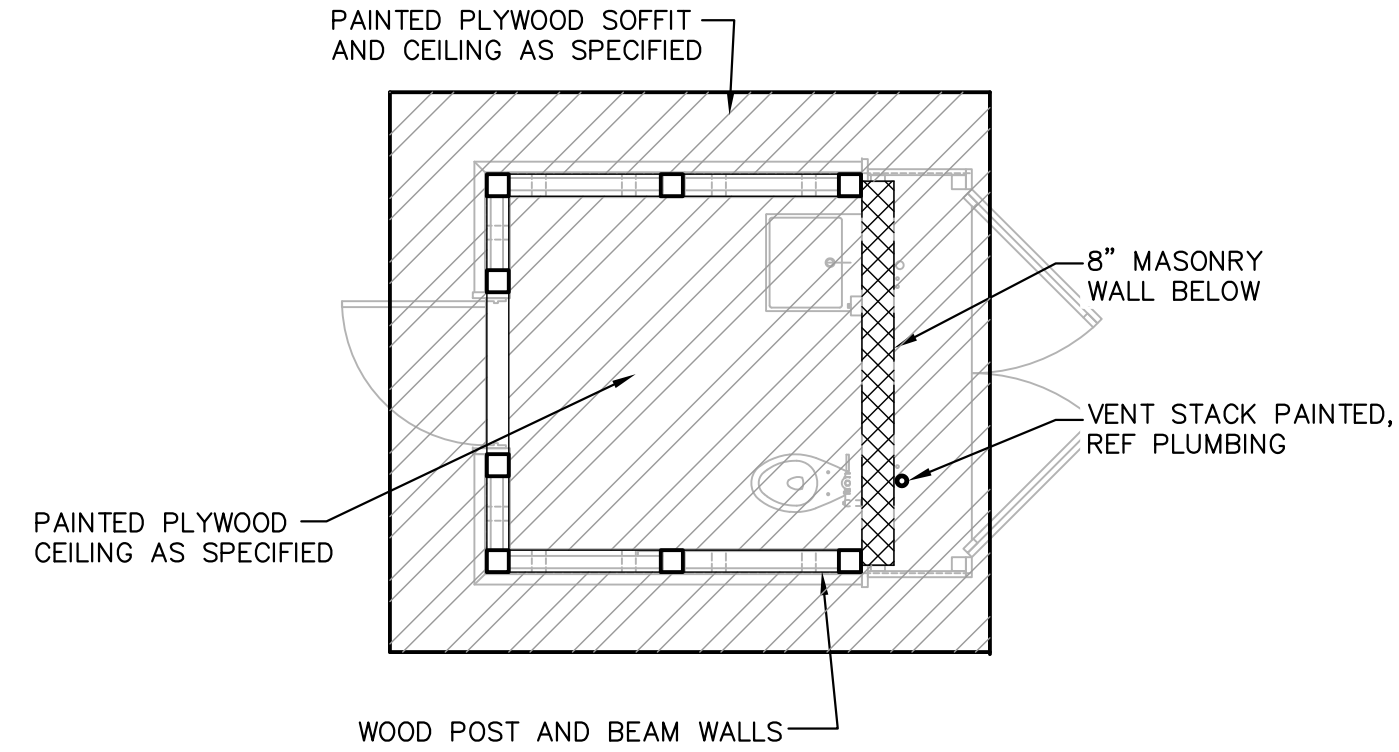 PAINTED PLYWOOD SOFFIT
AND CEILING AS SPECIFIED
8” MASONRY
WALL BELOW
VENT STACK PAINTED,
REF PLUMBING
PAINTED PLYWOOD
CEILING AS SPECIFIED
WOOD POST AND BEAM WALLS